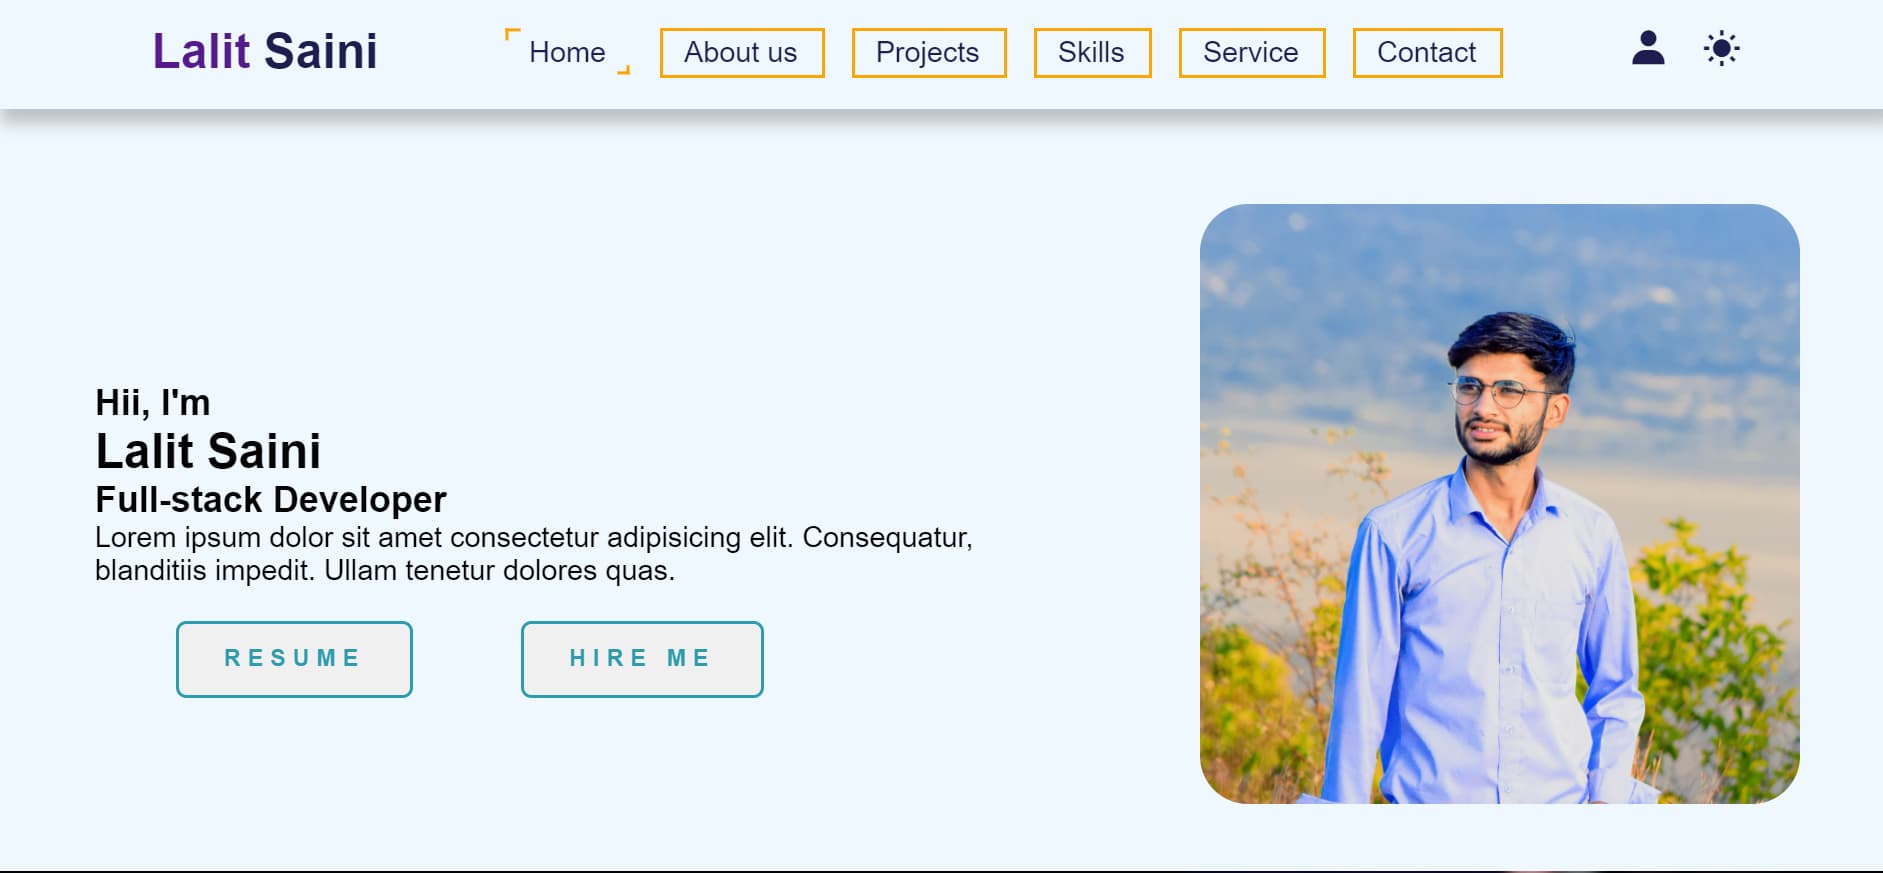 Lalit Saini
Home
About us
Projects
Skills
Service
Contact
Hii, I'm
Lalit Saini
Full-stack Developer
Lorem ipsum dolor sit amet consectetur adipisicing elit. Consequatur,
blanditiis impedit. Ullam tenetur dolores quas.
RESUME
HIRE ME